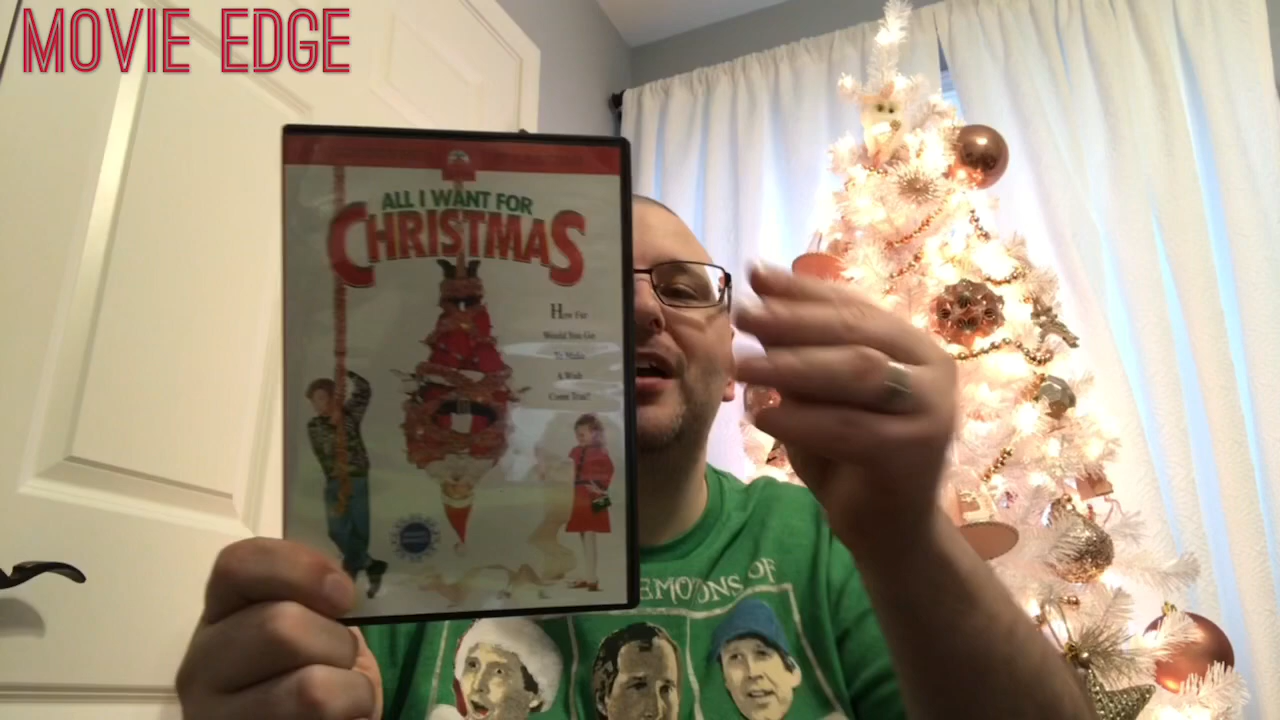 MOVIE EDGE
ALL I WANT FOR
CHRISTMAS
How Far
Would You Go
To Make
A Wish
Come True?
EMOTIONS OF